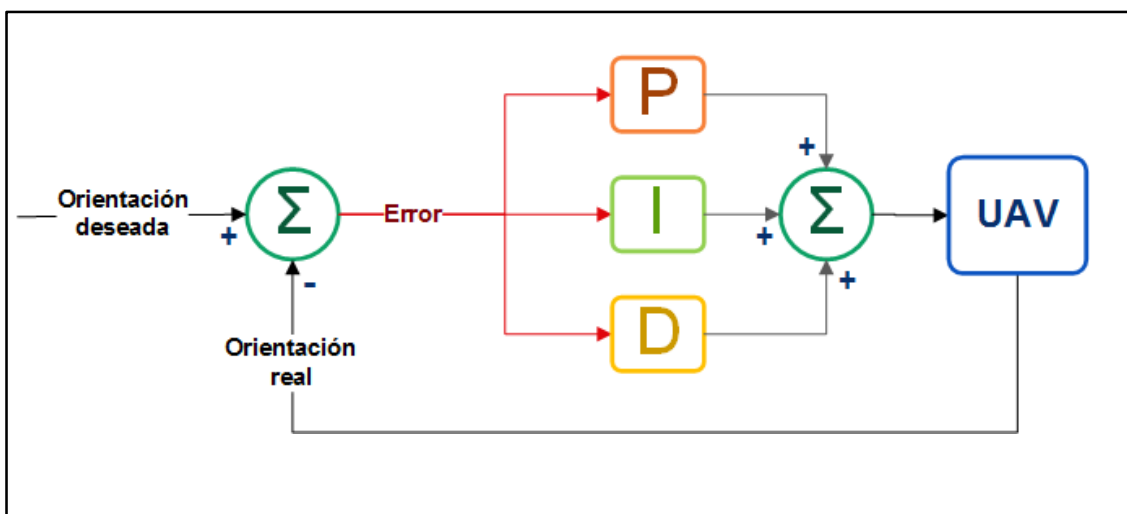 P
+
Orientación
deseada
+
Σ
Error
I
+
Σ
UAV
-
+
Orientación
real
D